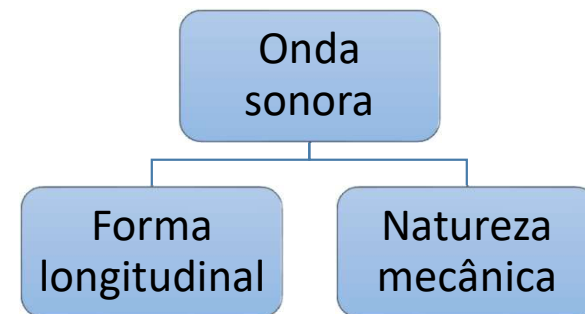 Onda
sonora
Forma
longitudinal
Natureza
mecânica